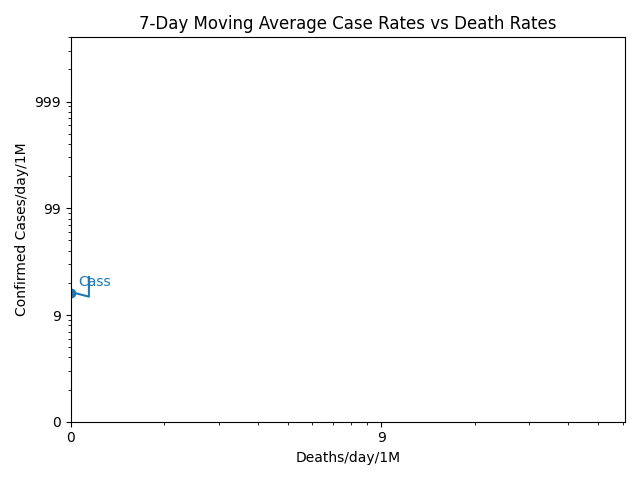 7-Day Moving Average Case Rates vs Death Rates
Confirmed Cases/day/1M
999
99
9
0
Cass
0
9
Deaths/day/1M